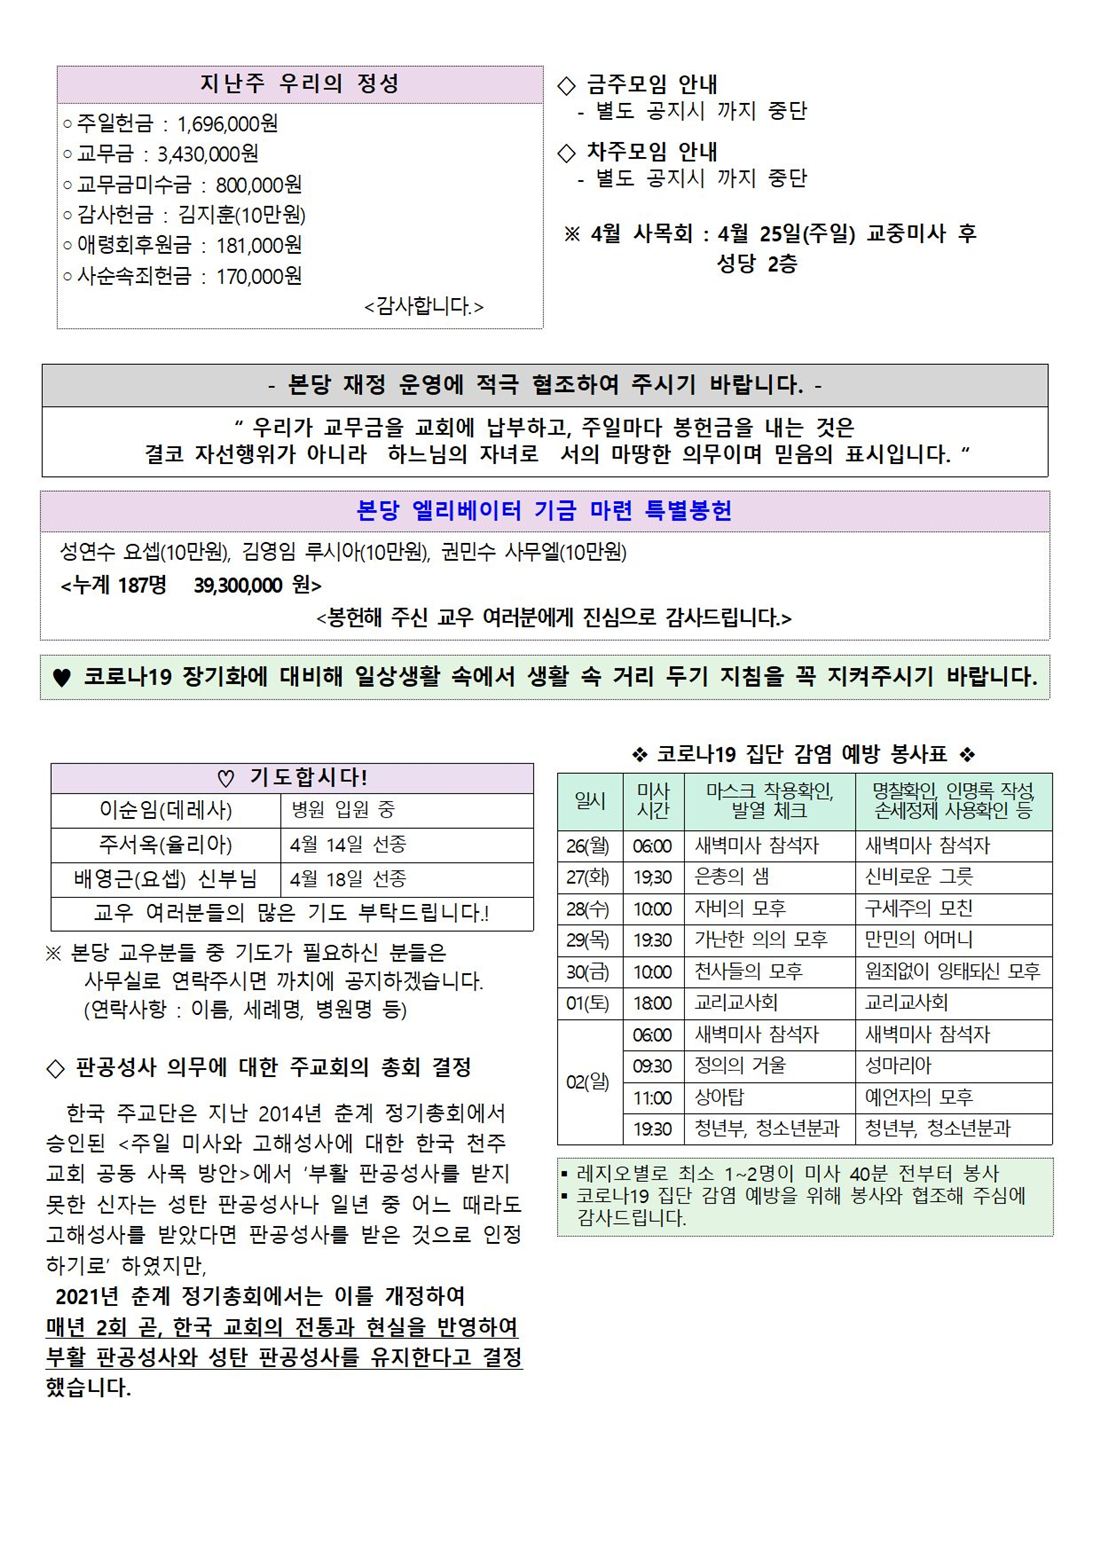 지난주 우리의 정성
○ 주일헌금 : 1,696,000원
○ 교무금 : 3,430,000원
○ 교무금미수금 : 800,000원
○ 감사헌금 : 김지훈(10만원)
○ 애령회후원금 : 181,000원
○ 사순속죄헌금 : 170,000원
<감사합니다.>
◇ 금주모임 안내
- 별도 공지시 까지 중단
◇ 차주모임 안내
- 별도 공지시 까지 중단
※ 4월 사목회 : 4월 25일(주일) 교중미사 후
성당 2층
- 본당 재정 운영에 적극 협조하여 주시기 바랍니다. -
“ 우리가 교무금을 교회에 납부하고, 주일마다 봉헌금을 내는 것은
결코 자선행위가 아니라 하느님의 자녀로 서의 마땅한 의무이며 믿음의 표시입니다. “
본당 엘리베이터 기금 마련 특별봉헌
성연수 요셉(10만원), 김영임 루시아(10만원), 권민수 사무엘(10만원)
<누계 187명 39,300,000 원>
<봉헌해 주신 교우 여러분에게 진심으로 감사드립니다.>
♥ 코로나19 장기화에 대비해 일상생활 속에서 생활 속 거리 두기 지침을 꼭 지켜주시기 바랍니다.
♡ 기도합시다!
이순임(데레사) 병원 입원 중
주서옥(율리아) 4월 14일 선종
배영근(요셉) 신부님 4월 18일 선종
교우 여러분들의 많은 기도 부탁드립니다.!
※ 본당 교우분들 중 기도가 필요하신 분들은
사무실로 연락주시면 까치에 공지하겠습니다.
(연락사항 : 이름, 세례명, 병원명 등)
◇ 판공성사 의무에 대한 주교회의 총회 결정
한국 주교단은 지난 2014년 춘계 정기총회에서
승인된 <주일 미사와 고해성사에 대한 한국 천주
교회 공동 사목 방안>에서 ‘부활 판공성사를 받지
못한 신자는 성탄 판공성사나 일년 중 어느 때라도
고해성사를 받았다면 판공성사를 받은 것으로 인정
하기로’ 하였지만,
2021년 춘계 정기총회에서는 이를 개정하여
매년 2회 곧, 한국 교회의 전통과 현실을 반영하여
부활 판공성사와 성탄 판공성사를 유지한다고 결정
했습니다.
❖ 코로나19 집단 감염 예방 봉사표 ❖
일시 미사 시간 마스크 착용확인, 발열 체크 명찰확인, 인명록 작성, 손세정제 사용확인 등
26(월) 06:00 새벽미사 참석자 새벽미사 참석자
27(화) 19;30 은총의 샘 신비로운 그릇
28(수) 10:00 자비의 모후 구세주의 모친
29(목) 19:30 가난한 의의 모후 만민의 어머니
30(금) 10:00 천사들의 모후 원죄없이 잉태되신 모후
01(토) 18:00 교리교사회 교리교사회
02(일) 06:00 새벽미사 참석자 새벽미사 참석자
09:30 정의의 거울 성마리아
11:00 상아탑 예언자의 모후
19:30 청년부, 청소년분과 청년부, 청소년분과
▪ 레지오별로 최소 1~2명이 미사 40분 전부터 봉사
▪ 코로나19 집단 감염 예방을 위해 봉사와 협조해 주심에
감사드립니다.